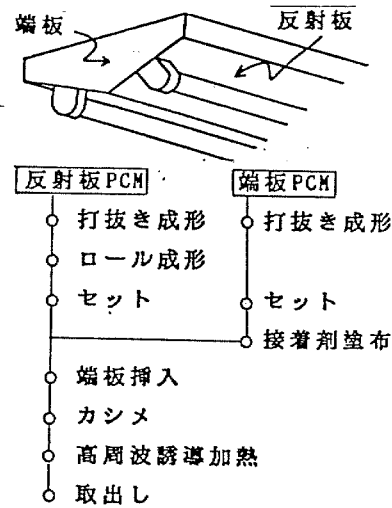 端板
反射板
反射板PCM
端板PCM
打抜き成形
打抜き成形
ロール成形
セット
セット
接着剤塗布
端板挿入
カシメ
高周波誘導加熱
取出し